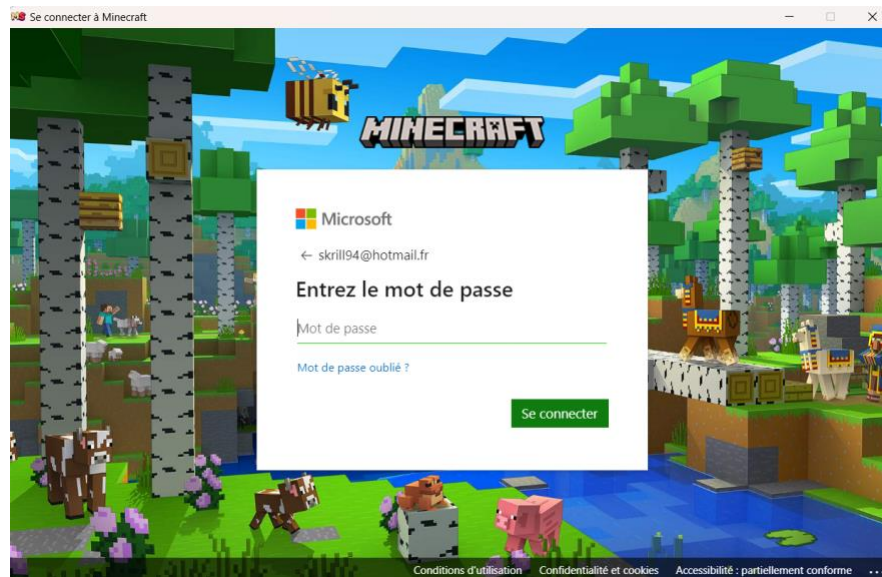 Se connecter à Minecraft
MINECRAFT
Microsoft
← skrill94@hotmail.fr
Entrez le mot de passe
Mot de passe
Mot de passe oublié ?
Se connecter
Conditions d'utilisation Confidentialité et cookies Accessibilité : partiellement conforme ...